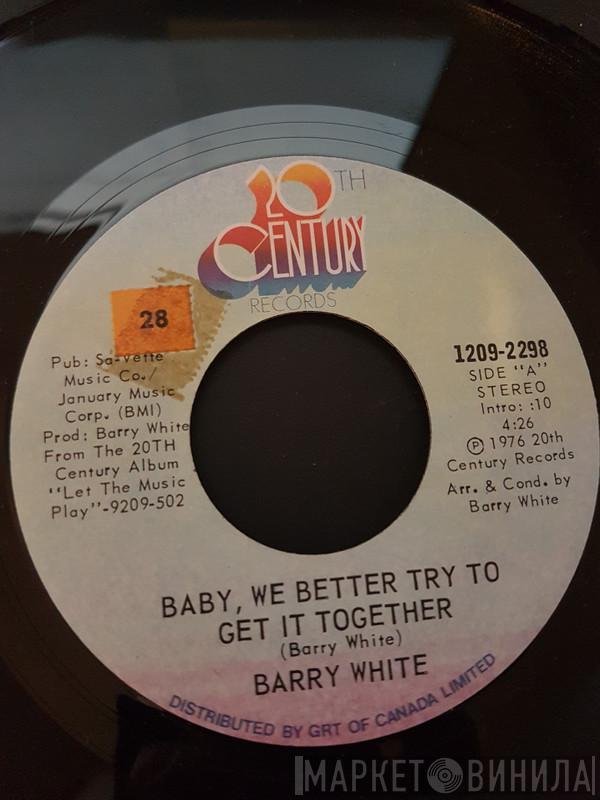 20TH
CENTURY
RECORDS
28
Pub: Sa-Vette
Music Co./
January Music
Corp. (BMI)
Prod: Barry White
From The 20TH
Century Album
"Let The Music
Play"-9209-502
1209-2298
SIDE "A"
STEREO
Intro: :10
4:26
Ⓟ 1976 20th
Century Records
Arr. & Cond. by
Barry White
BABY, WE BETTER TRY TO
GET IT TOGETHER
(Barry White)
BARRY WHITE
DISTRIBUTED BY GRT OF CANADA LIMITED
МАРКЕТ ВИНИЛА